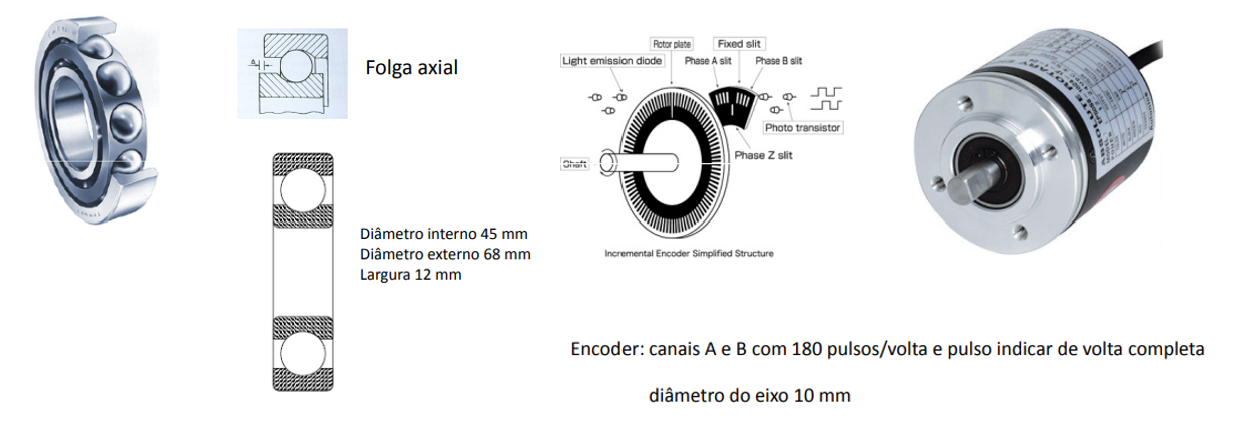 Folga axial
Diâmetro interno 45 mm
Diâmetro externo 68 mm
Largura 12 mm
Rotor plate
Fixed slit
Light emission diode
Phase A slit
Phase B slit
Photo transistor
Phase Z slit
Shaft
Incremental Encoder Simplified Structure
ABSOLUTE ROTARY
Encoder: canais A e B com 180 pulsos/volta e pulso indicar de volta completa
diâmetro do eixo 10 mm